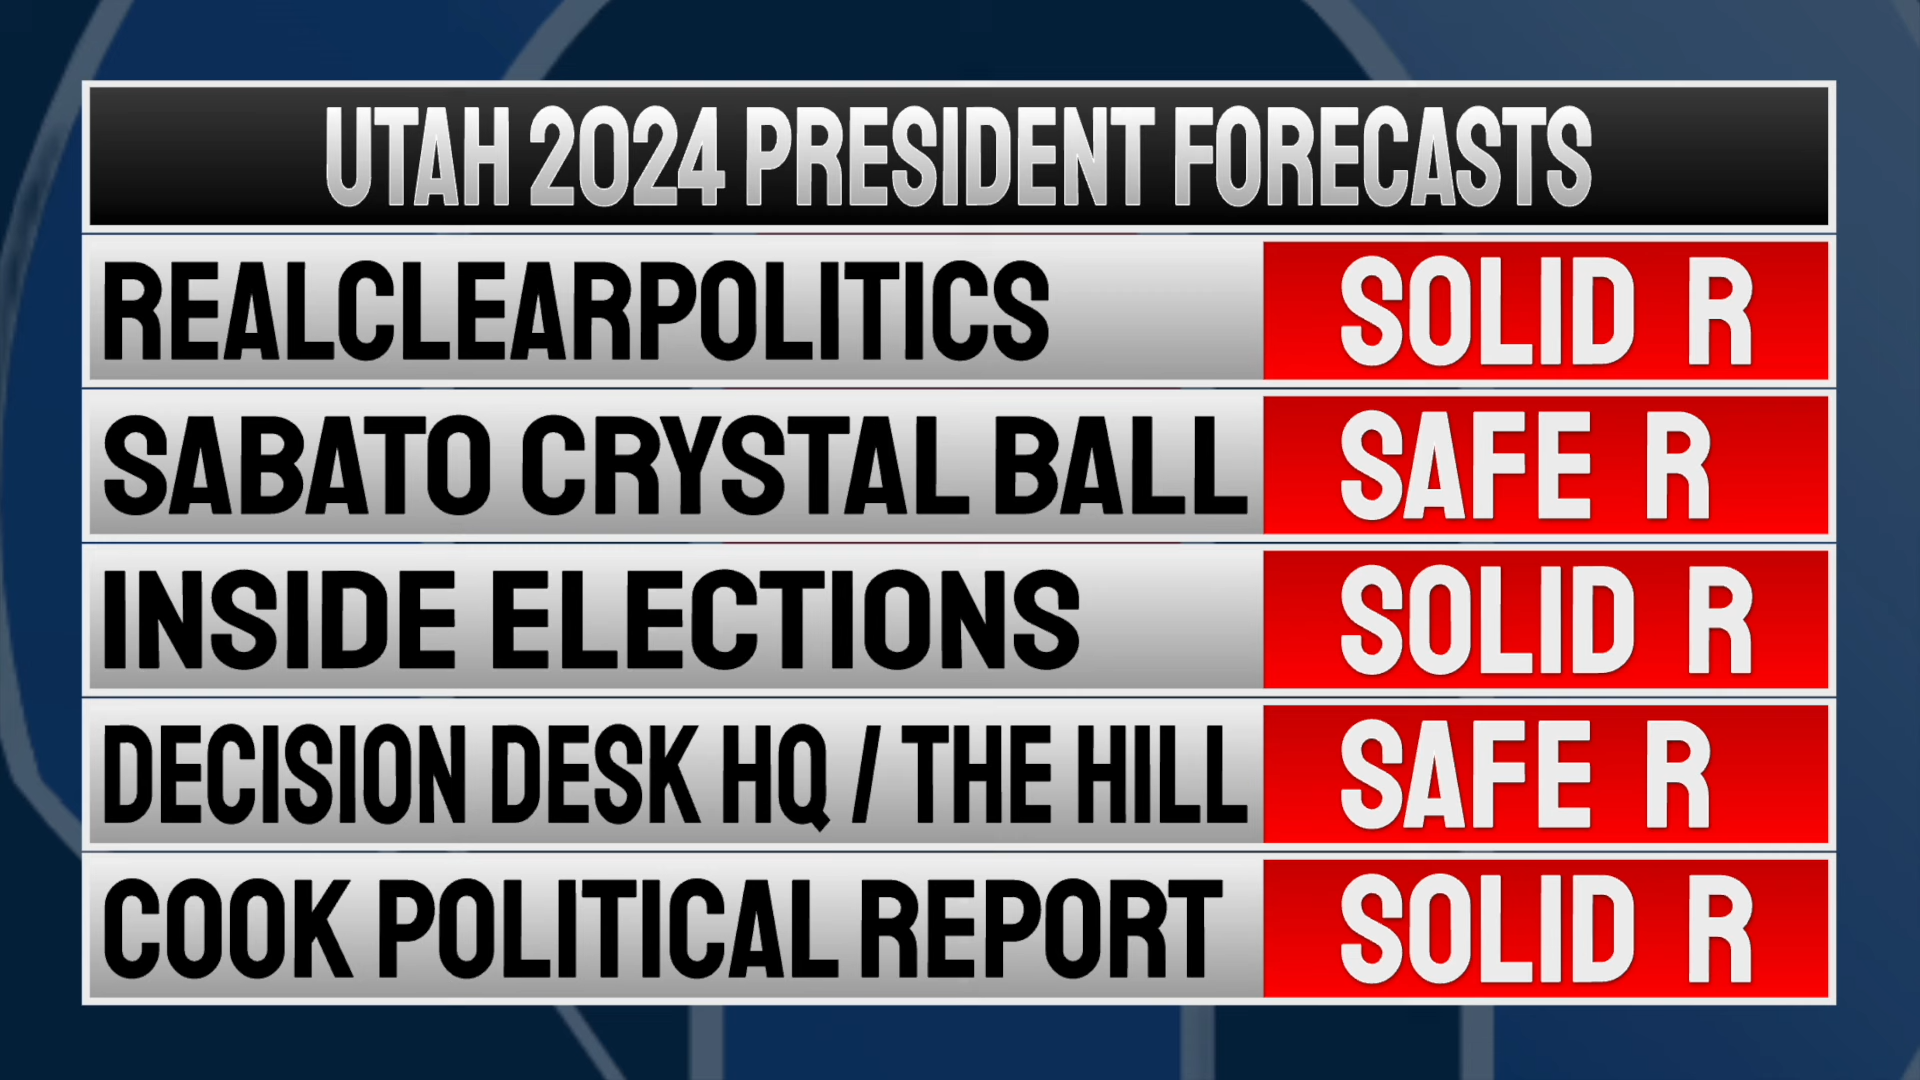 UTAH 2024 PRESIDENT FORECASTS
REALCLEARPOLITICS SOLID R
SABATO CRYSTAL BALL SAFE R
INSIDE ELECTIONS SOLID R
DECISION DESK HQ / THE HILL SAFE R
COOK POLITICAL REPORT SOLID R